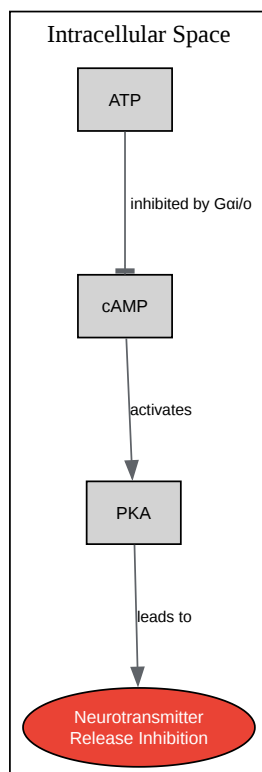 Intracellular Space
ATP
inhibited by Gαi/o
cAMP
activates
PKA
leads to
Neurotransmitter
Release Inhibition